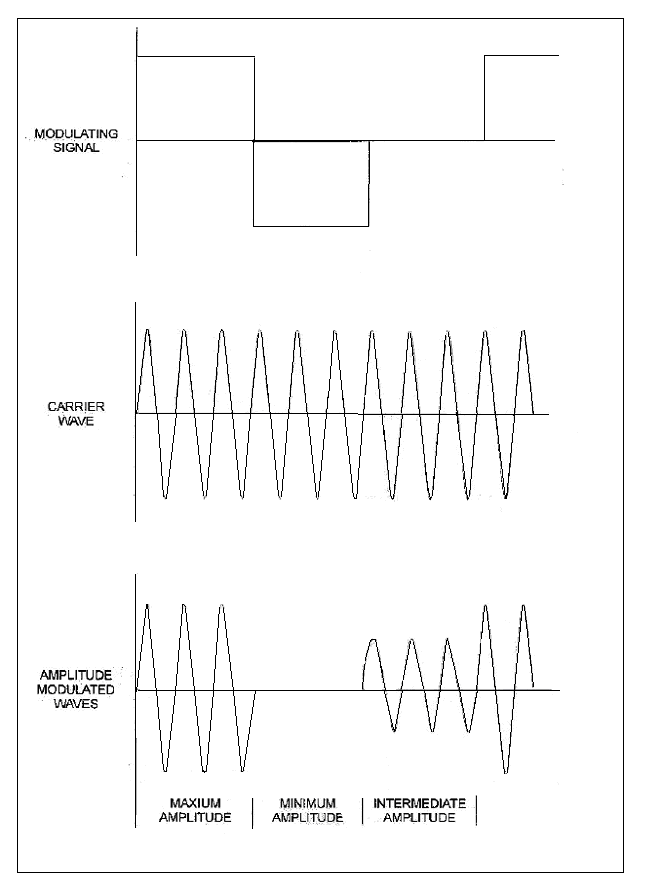 MODULATING
SIGNAL
CARRIER
WAVE
AMPLITUDE
MODULATED
WAVES
MAXIUM
AMPLITUDE
MINIMUM
AMPLITUDE
INTERMEDIATE
AMPLITUDE